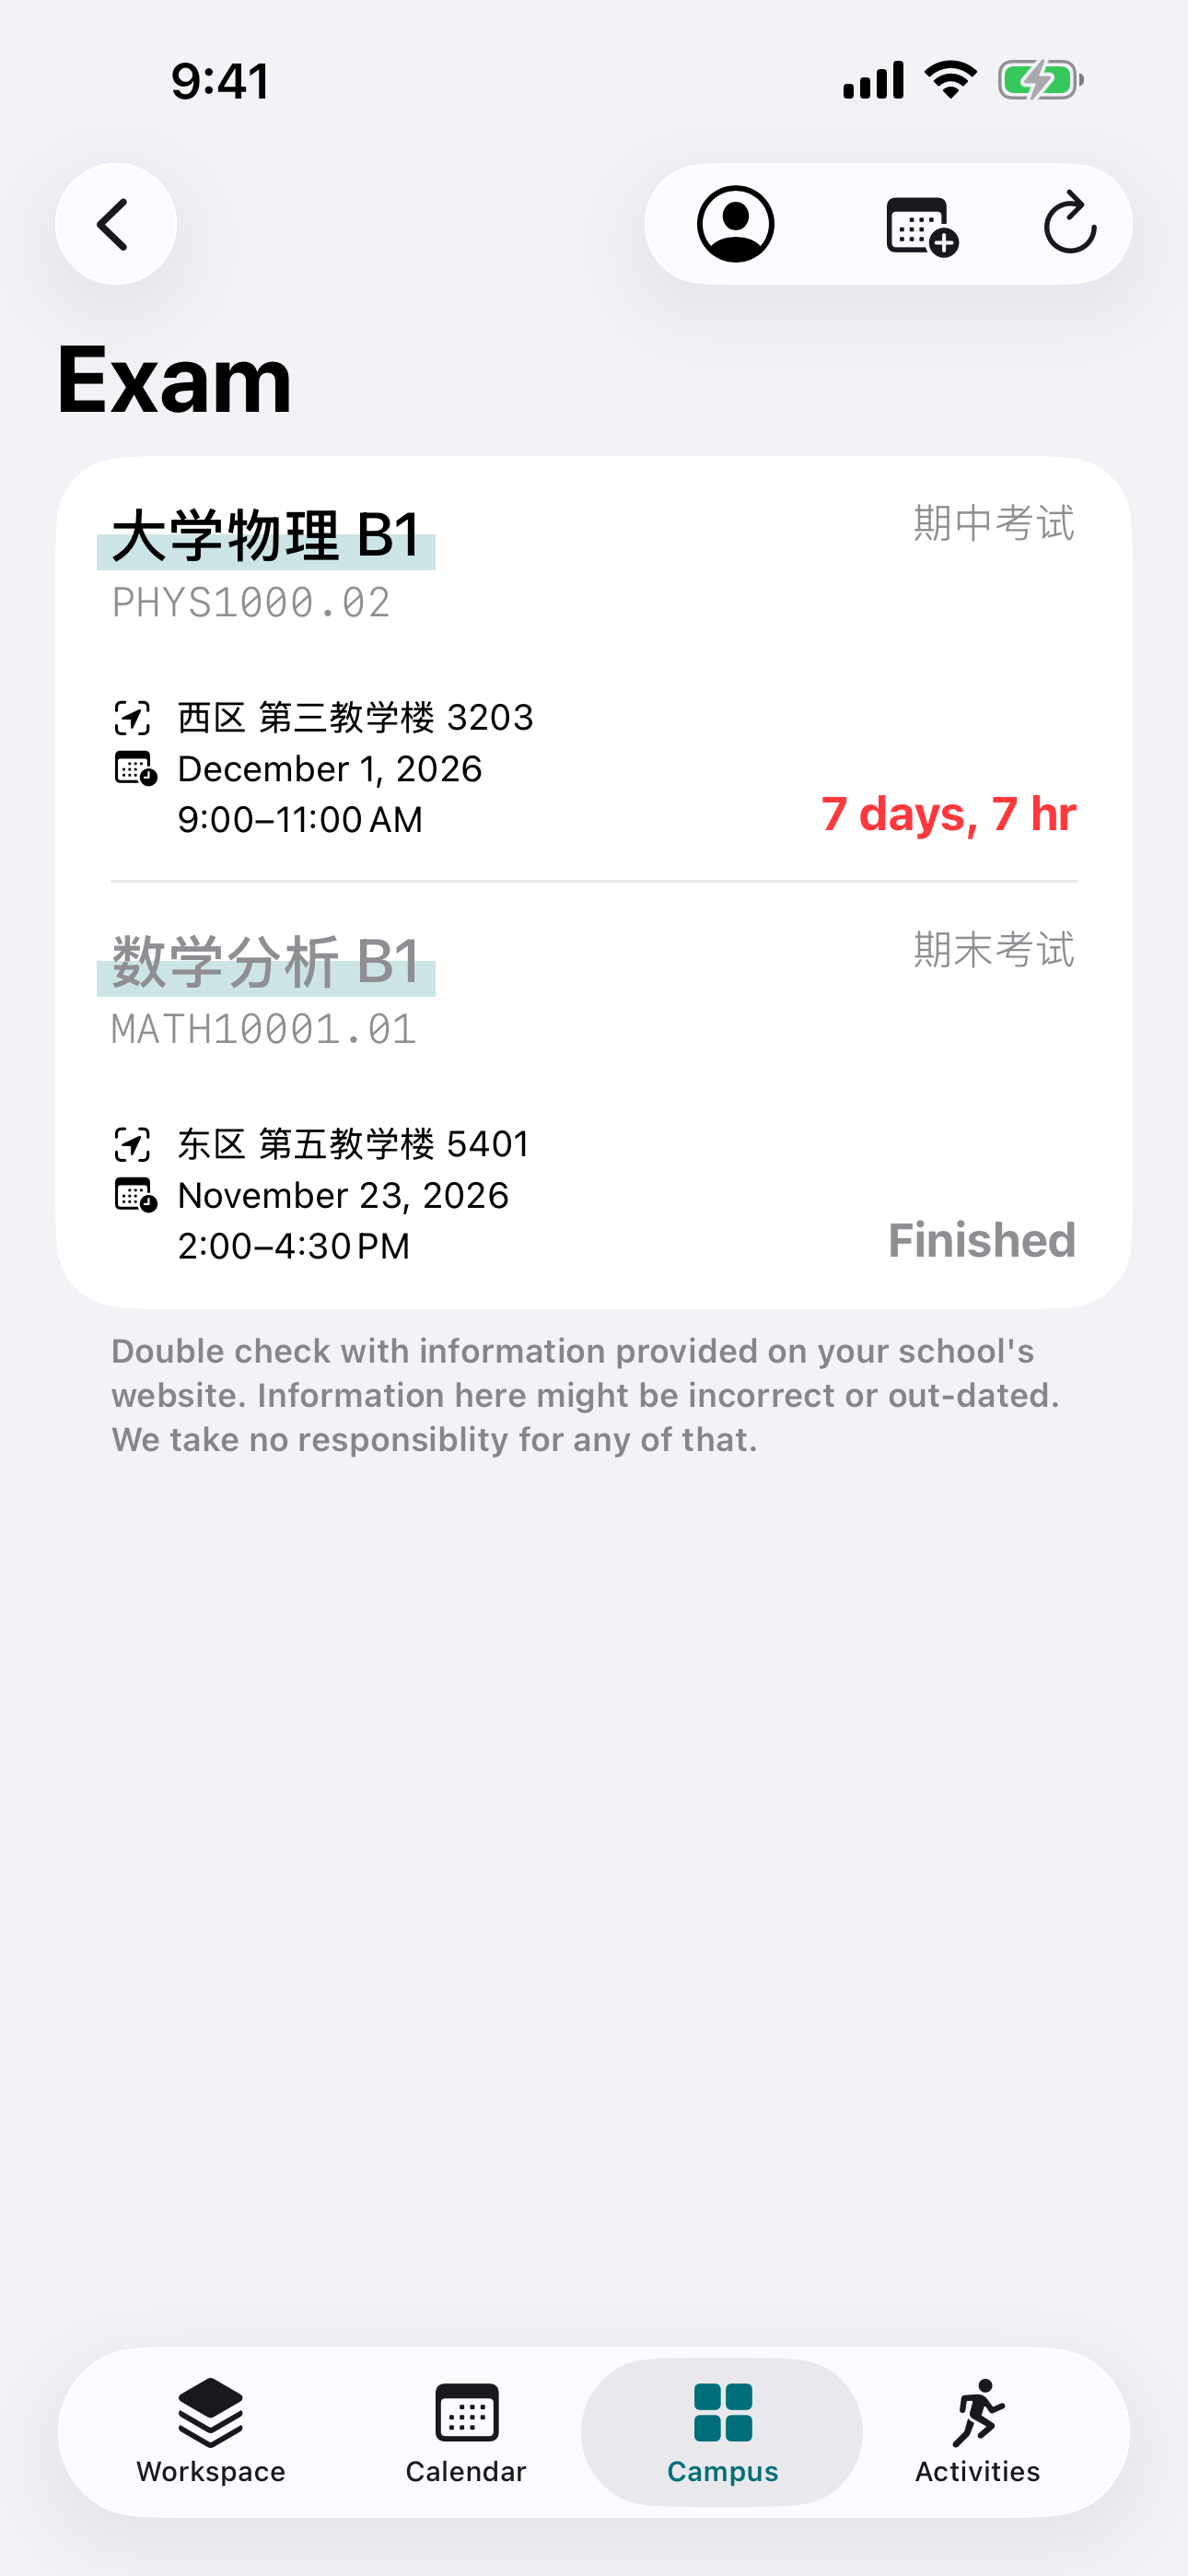 9:41
Exam
大学物理 B1
期中考试
PHYS1000.02
西区 第三教学楼 3203
December 1, 2026
9:00–11:00 AM
7 days, 7 hr
数学分析 B1
期末考试
MATH10001.01
东区 第五教学楼 5401
November 23, 2026
2:00–4:30 PM
Finished
Double check with information provided on your school's
website. Information here might be incorrect or out-dated.
We take no responsiblity for any of that.
Workspace
Calendar
Campus
Activities